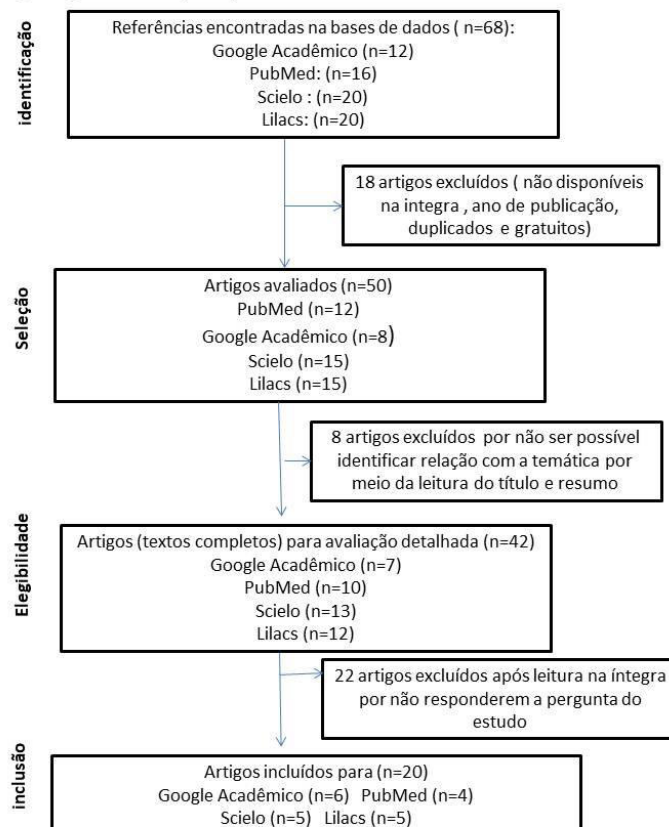 identificação
Referências encontradas na bases de dados ( n=68):
Google Acadêmico (n=12)
PubMed: (n=16)
Scielo : (n=20)
Lilacs: (n=20)
18 artigos excluídos ( não disponíveis
na integra , ano de publicação,
duplicados e gratuitos)
Seleção
Artigos avaliados (n=50)
PubMed (n=12)
Google Acadêmico (n=8)
Scielo (n=15)
Lilacs (n=15)
8 artigos excluídos por não ser possível
identificar relação com a temática por
meio da leitura do título e resumo
Elegibilidade
Artigos (textos completos) para avaliação detalhada (n=42)
Google Acadêmico (n=7)
PubMed (n=10)
Scielo (n=13)
Lilacs (n=12)
22 artigos excluídos após leitura na íntegra
por não responderem a pergunta do
estudo
inclusão
Artigos incluídos para (n=20)
Google Acadêmico (n=6) PubMed (n=4)
Scielo (n=5) Lilacs (n=5)